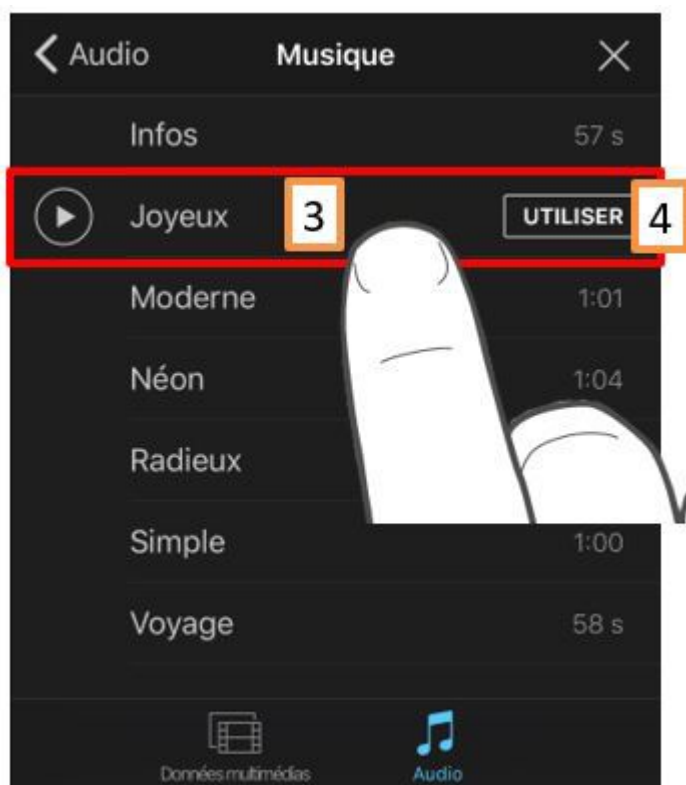 Audio Musique
Infos 57 s
Joyeux 3 UTILISER 4
Moderne 1:01
Néon 1:04
Radieux
Simple 1:00
Voyage 58 s
Données multimédias Audio